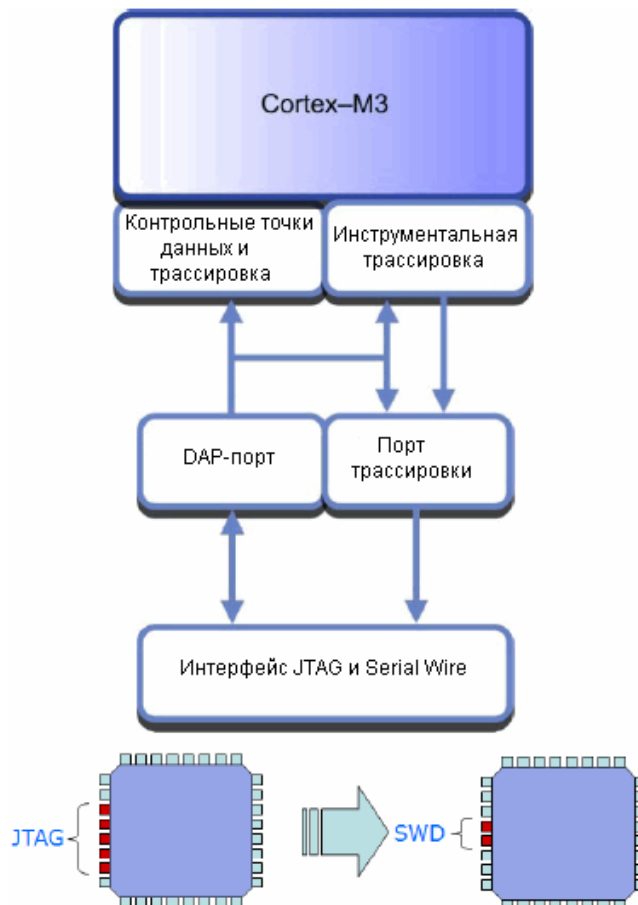 Cortex–M3
Контрольные точки
данных и
трассировка
Инструментальная
трассировка
DAP-порт
Порт
трассировки
Интерфейс JTAG и Serial Wire
JTAG
SWD